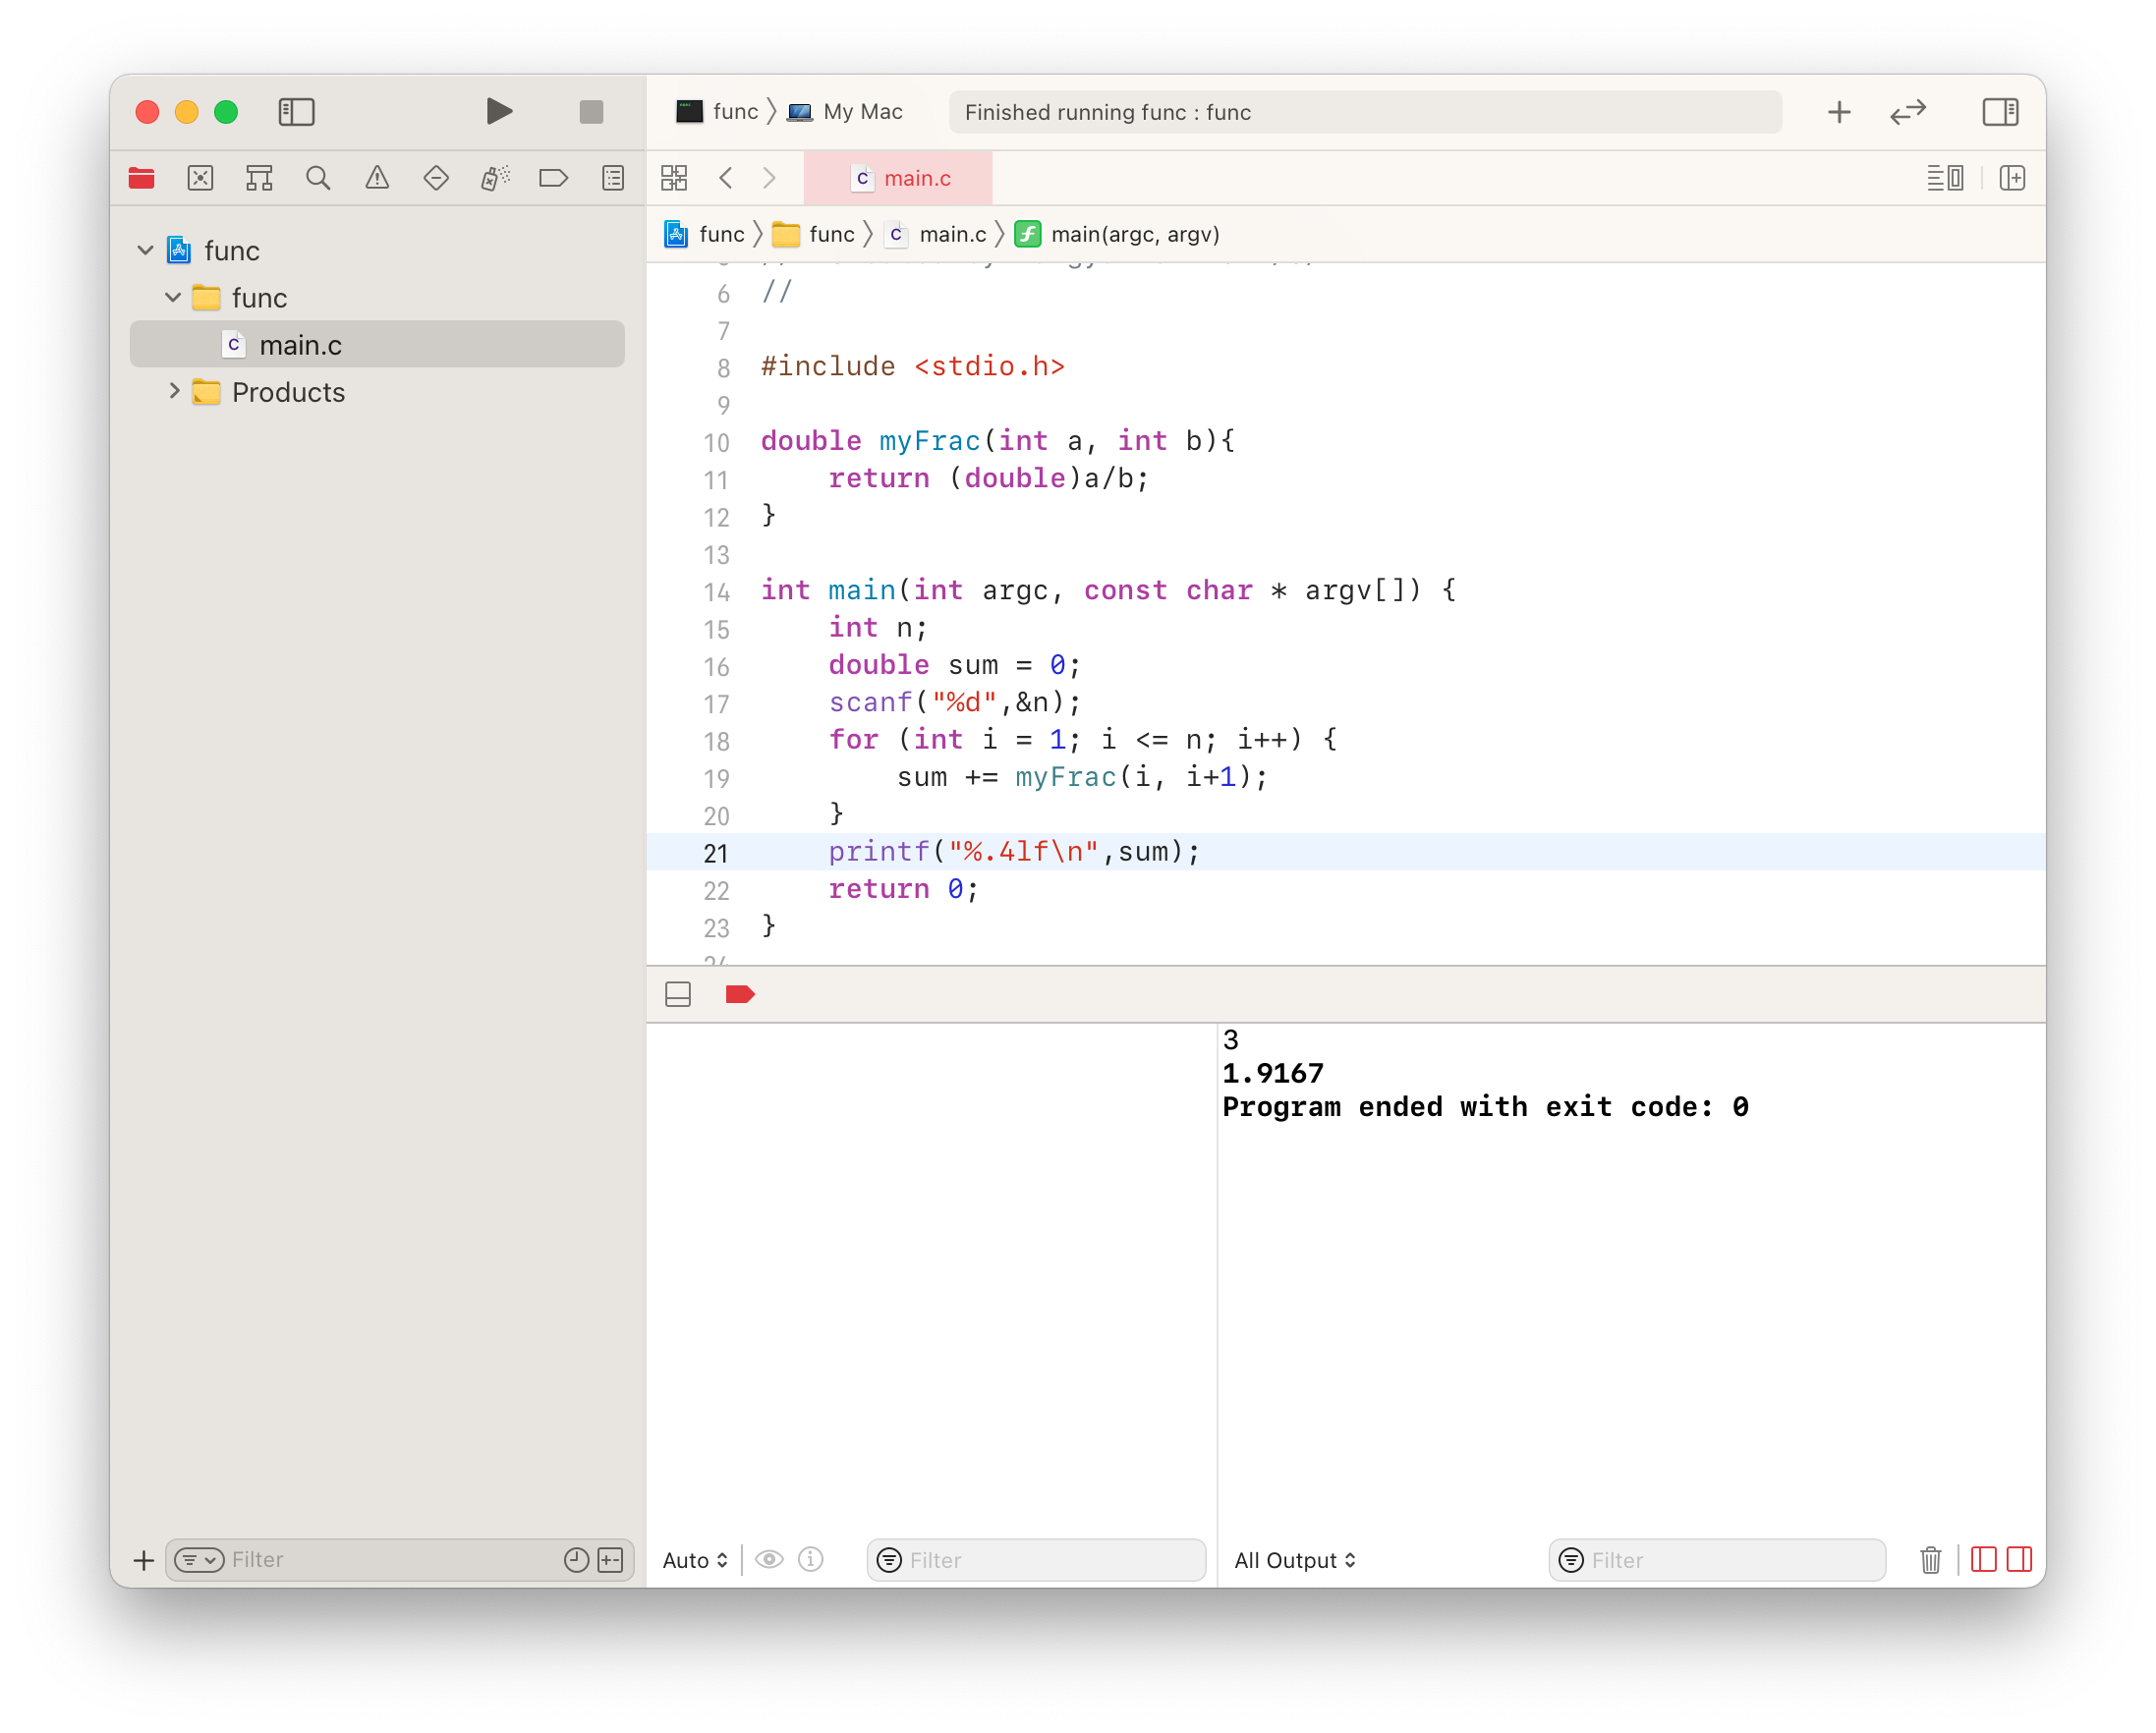 func 〉 My Mac
Finished running func : func
main.c
func 〉 func 〉 main.c 〉 main(argc, argv)
func
func
main.c
Products
6 //
7
8 #include <stdio.h>
9
10 double myFrac(int a, int b){
11     return (double)a/b;
12 }
13
14 int main(int argc, const char * argv[]) {
15     int n;
16     double sum = 0;
17     scanf("%d",&n);
18     for (int i = 1; i <= n; i++) {
19         sum += myFrac(i, i+1);
20     }
21     printf("%.4lf\n",sum);
22     return 0;
23 }
3
1.9167
Program ended with exit code: 0
Filter
Auto
Filter
All Output
Filter